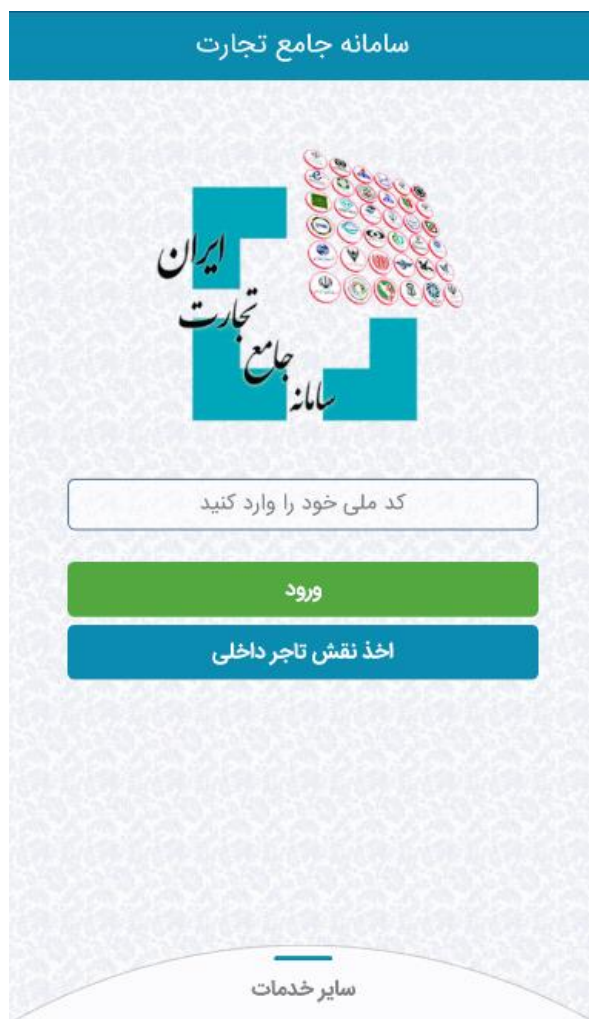 سامانه جامع تجارت
سامانه
جامع
تجارت
ایران
کد ملی خود را وارد کنید
ورود
اخذ نقش تاجر داخلی
سایر خدمات